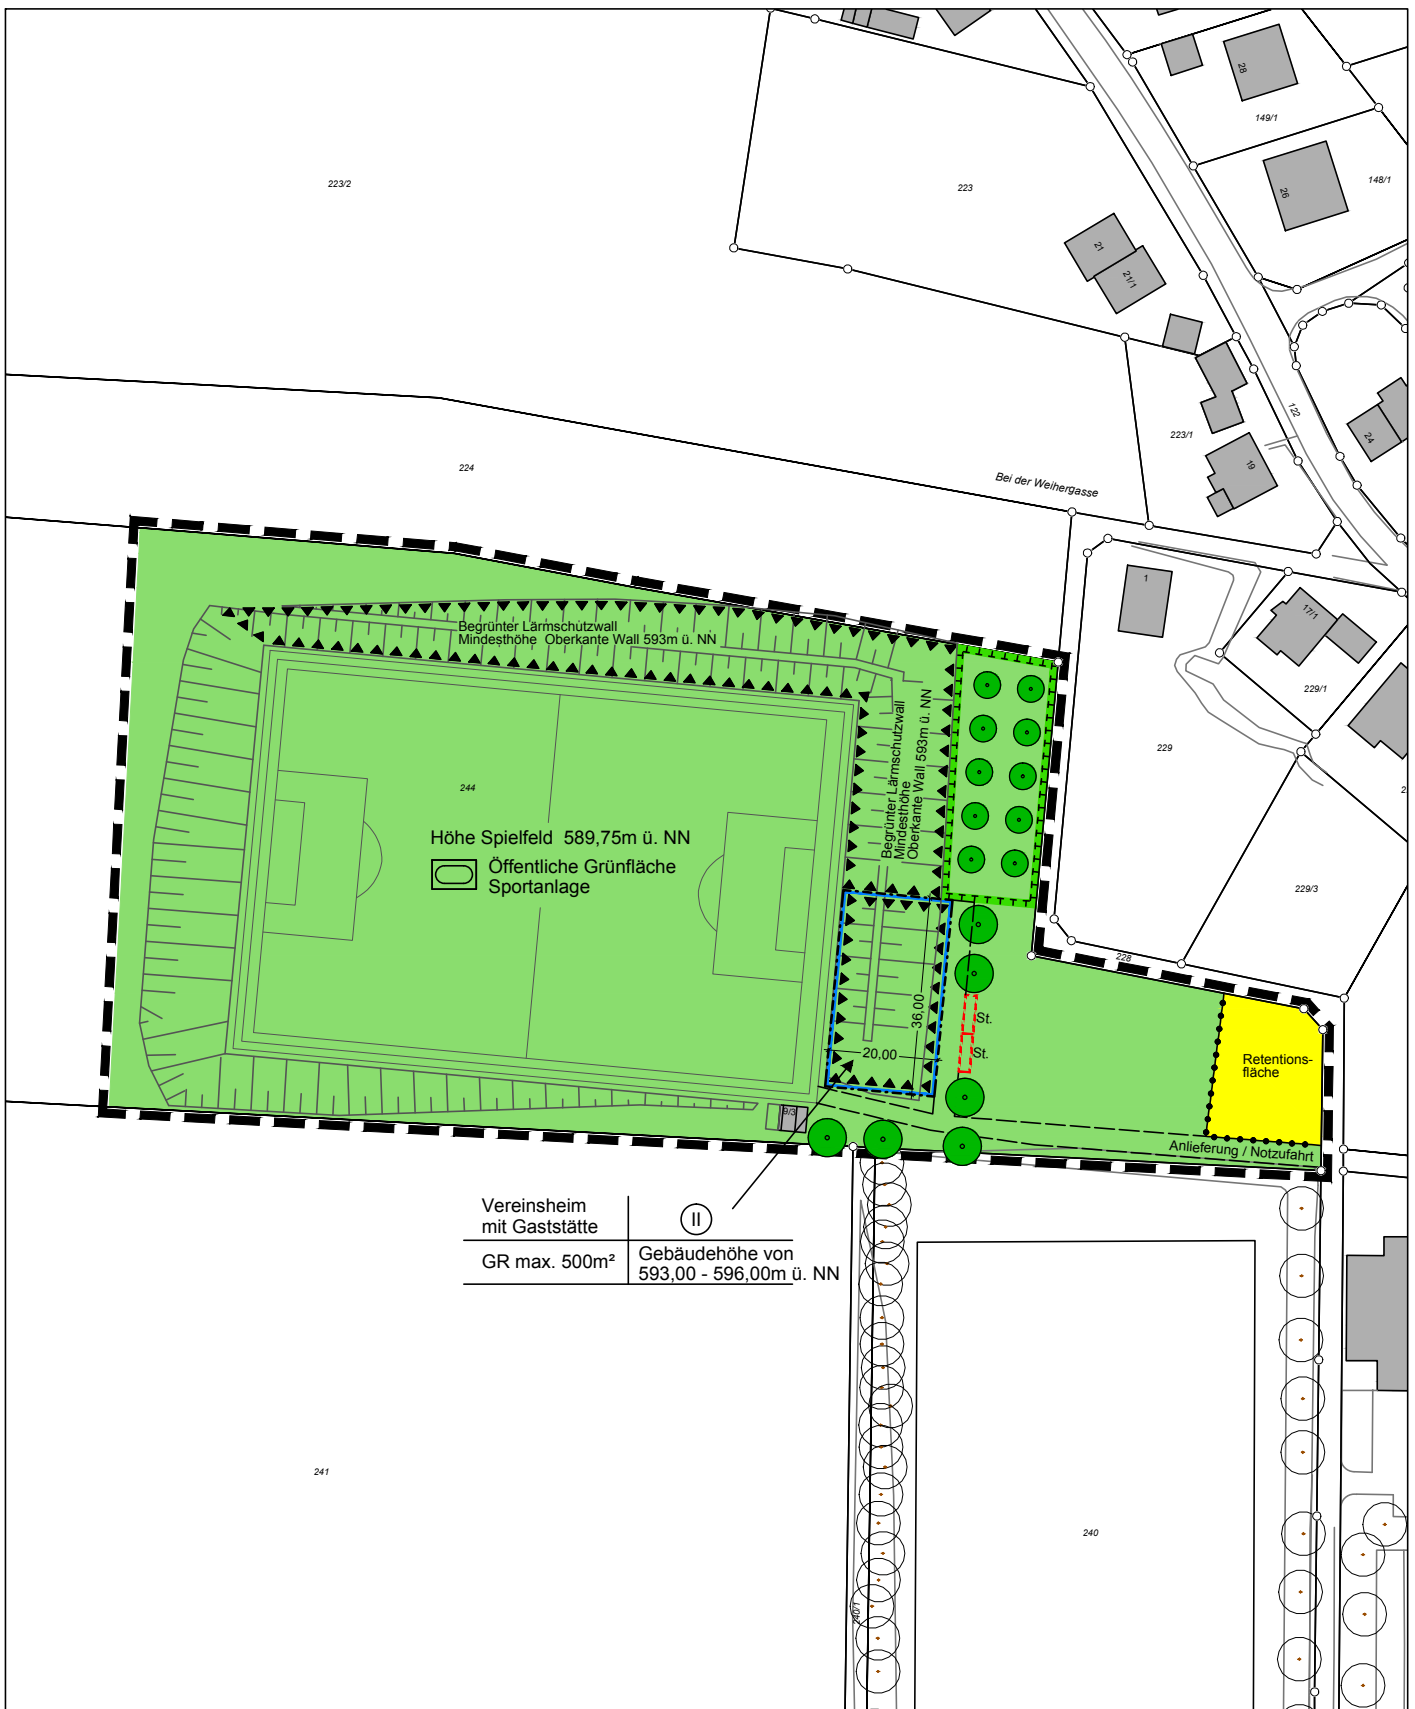 28
149/1
223/2
223
148/1
26
21
21/1
122
223/1
24
19
224
Bei der Weihergasse
1
17/1
Begrünter Lärmschutzwall
Mindesthöhe Oberkante Wall 593m ü. NN
229/1
Begrünter Lärmschutzwall
Mindesthöhe
Oberkante Wall 593m ü. NN
229
244
Höhe Spielfeld 589,75m ü. NN
Öffentliche Grünfläche
Sportanlage
229/3
228
36,00
St.
20,00
St.
Retentions-
fläche
9/3
Anlieferung / Notzufahrt
Vereinsheim
mit Gaststätte
II
GR max. 500m²
Gebäudehöhe von
593,00 - 596,00m ü. NN
241
240
240/1